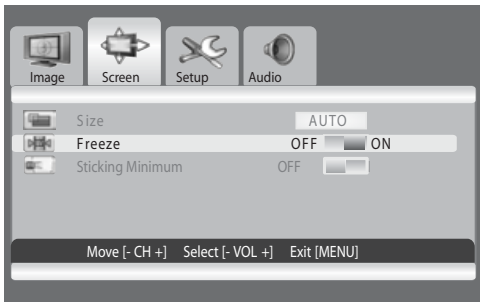 Image Screen Setup Audio
Size AUTO
Freeze OFF ON
Sticking Minimum OFF
Move [- CH +] Select [- VOL +] Exit [MENU]